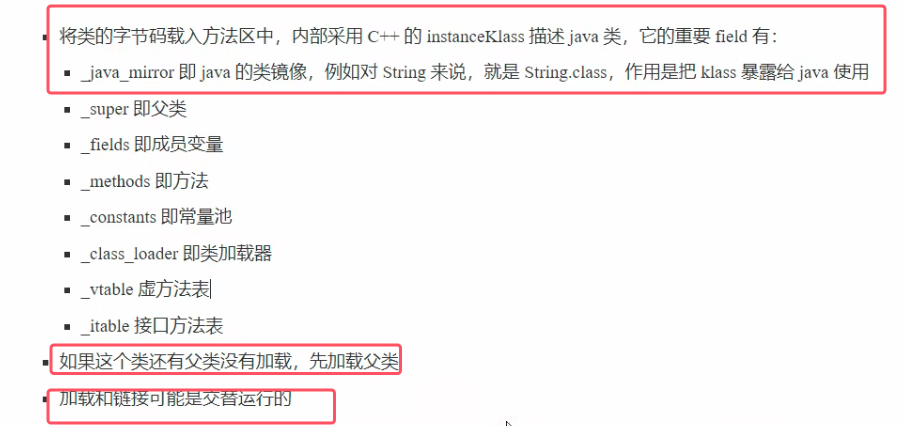 将类的字节码载入方法区中，内部采用 C++ 的 instanceKlass 描述 java 类，它的重要 field 有：
_java_mirror 即 java 的类镜像，例如对 String 来说，就是 String.class，作用是把 klass 暴露给 java 使用
_super 即父类
_fields 即成员变量
_methods 即方法
_constants 即常量池
_class_loader 即类加载器
_vtable 虚方法表
_itable 接口方法表
如果这个类还有父类没有加载，先加载父类
加载和链接可能是交替运行的